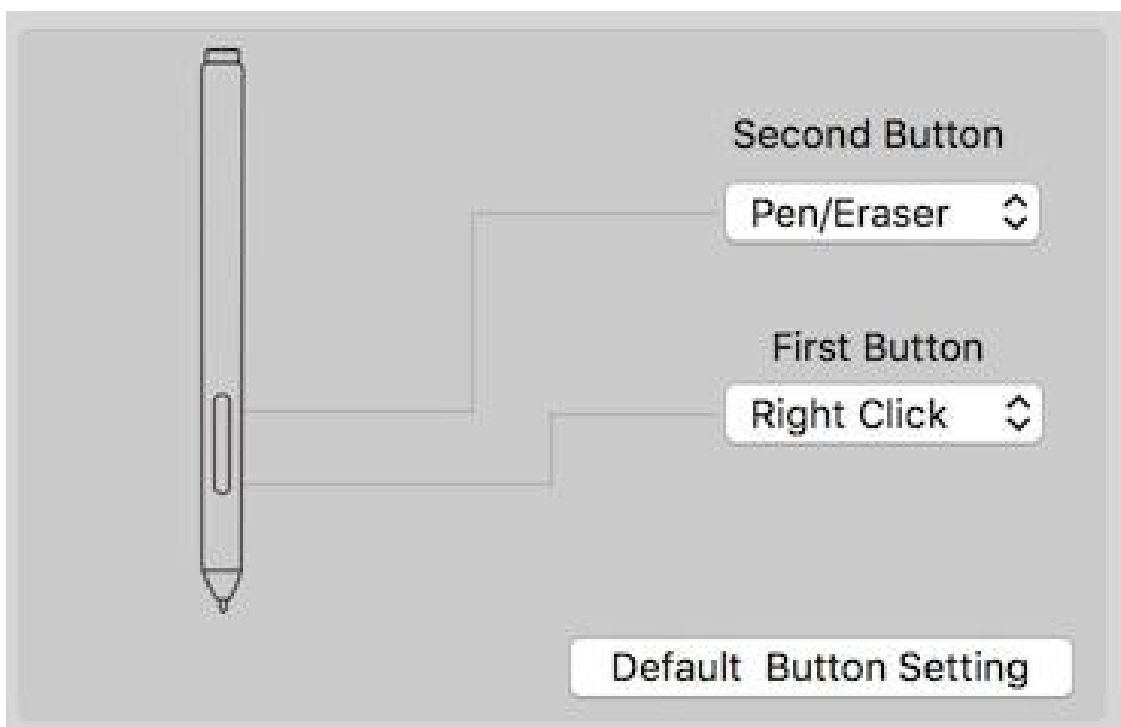 Second Button
Pen/Eraser
First Button
Right Click
Default Button Setting